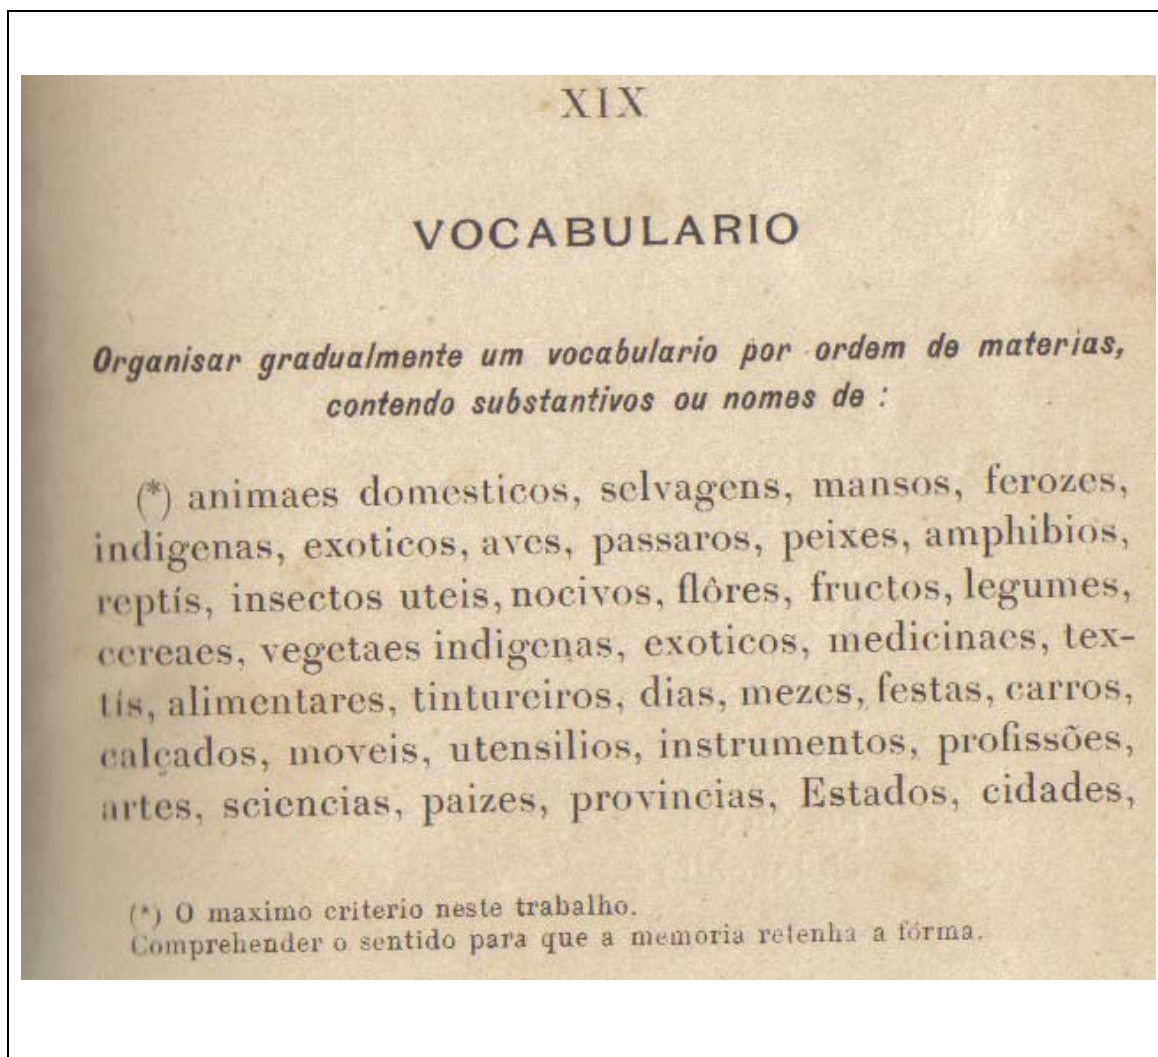 XIX
VOCABULARIO
Organisar gradualmente um vocabulario por ordem de materias,
contendo substantivos ou nomes de :
(*) animaes domesticos, selvagens, mansos, ferozes,
indigenas, exoticos, aves, passaros, peixes, amphibios,
reptís, insectos uteis, nocivos, flôres, fructos, legumes,
cereaes, vegetaes indigenas, exoticos, medicinaes, tex-
tís, alimentares, tintureiros, dias, mezes, festas, carros,
calçados, moveis, utensilios, instrumentos, profissões,
artes, sciencias, paizes, provincias, Estados, cidades,
(*) O maximo criterio neste trabalho.
Comprehender o sentido para que a memoria retenha a fórma.